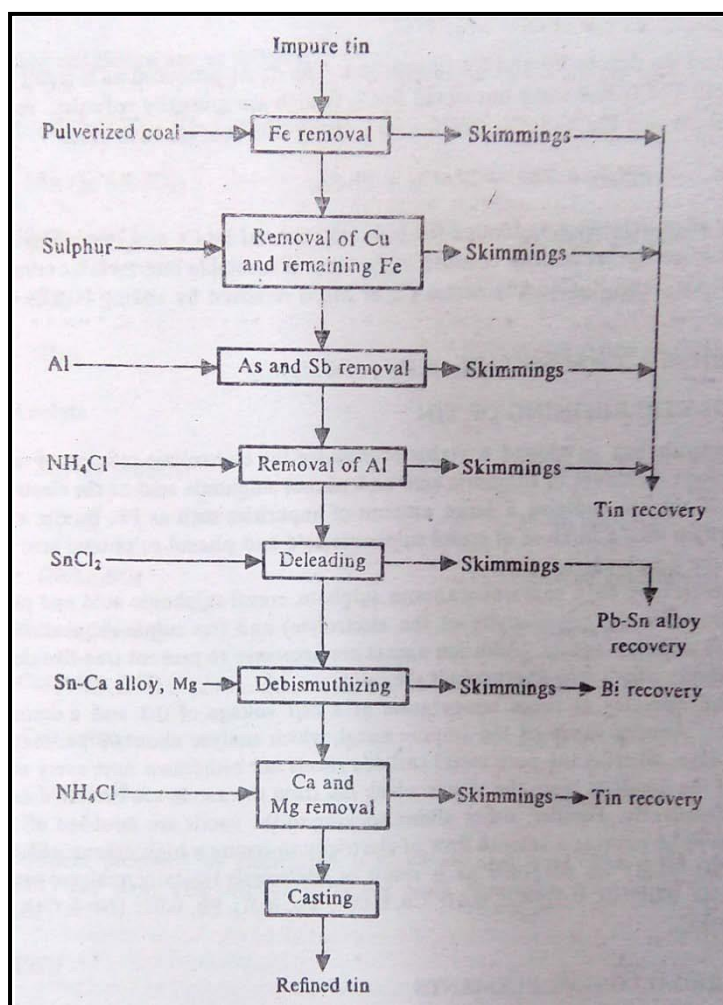 Impure tin
Pulverized coal
Fe removal
Skimmings
Sulphur
Removal of Cu
and remaining Fe
Skimmings
Al
As and Sb removal
Skimmings
NH₄Cl
Removal of Al
Skimmings
Tin recovery
SnCl₂
Deleading
Skimmings
Pb-Sn alloy
recovery
Sn-Ca alloy, Mg
Debismuthizing
Skimmings
Bi recovery
NH₄Cl
Ca and
Mg removal
Skimmings
Tin recovery
Casting
Refined tin